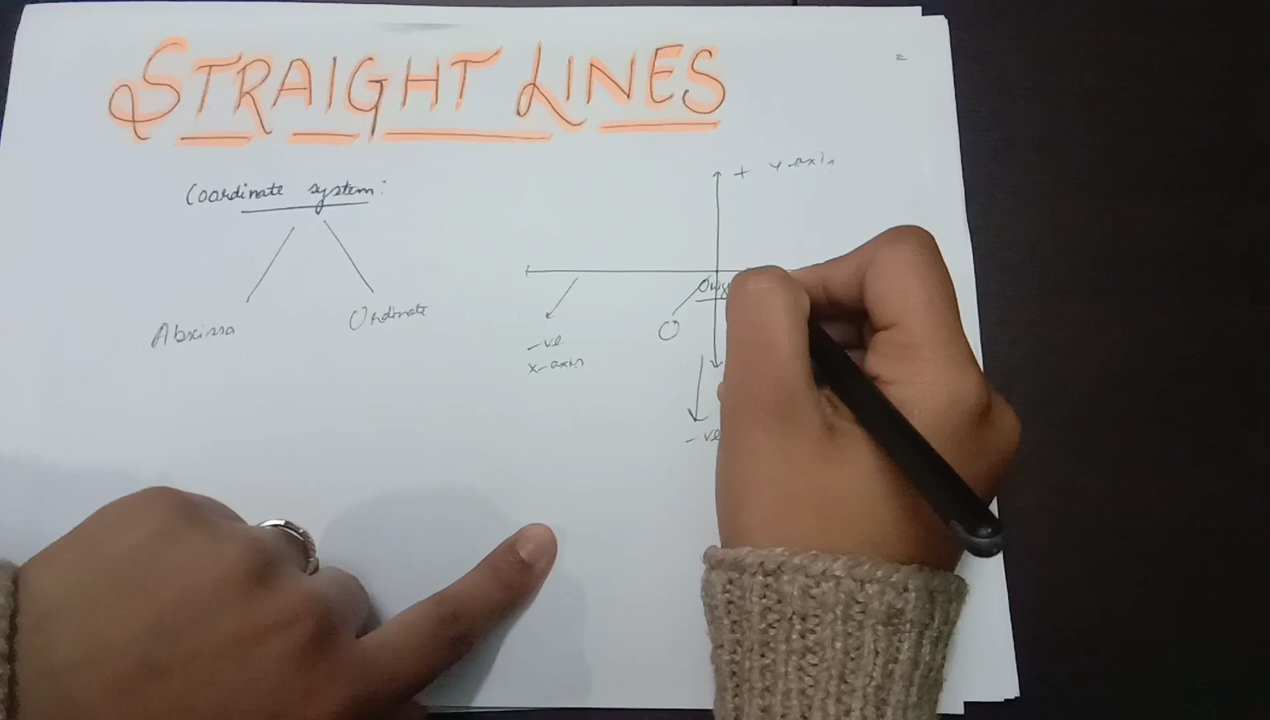 STRAIGHT LINES
Coordinate system:
Abscissa
Ordinate
+ y-axis
-ve
x-axis
O
-ve